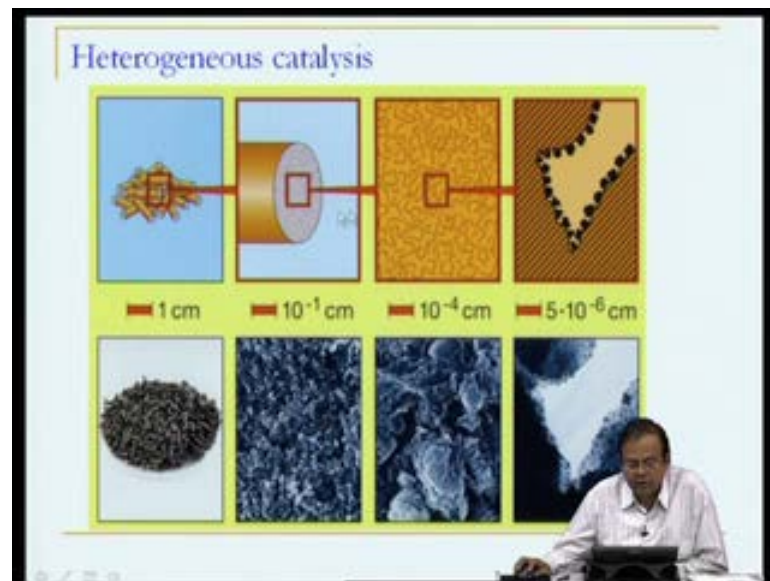 Heterogeneous catalysis
1 cm 10⁻¹ cm 10⁻⁴ cm 5·10⁻⁶ cm